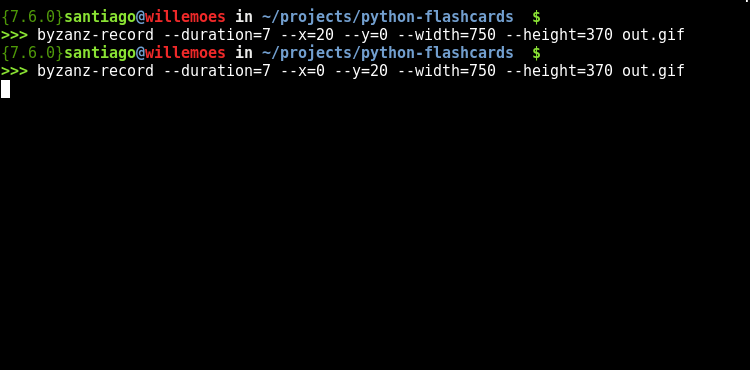 {7.6.0}santiago@willemoes in ~/projects/python-flashcards  $
>>> byzanz-record --duration=7 --x=20 --y=0 --width=750 --height=370 out.gif
{7.6.0}santiago@willemoes in ~/projects/python-flashcards  $
>>> byzanz-record --duration=7 --x=0 --y=20 --width=750 --height=370 out.gif